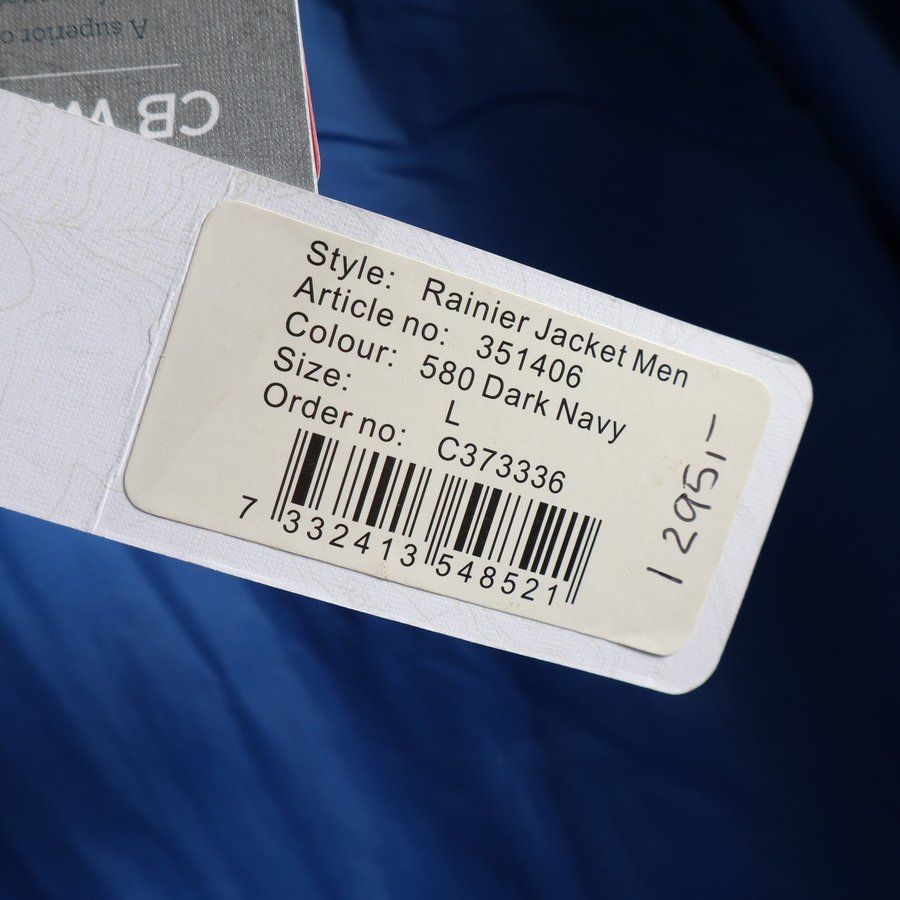 A superior o
CB W
Style: Rainier Jacket Men
Article no: 351406
Colour: 580 Dark Navy
Size: L
Order no: C373336
7 332413 548521
1295,-